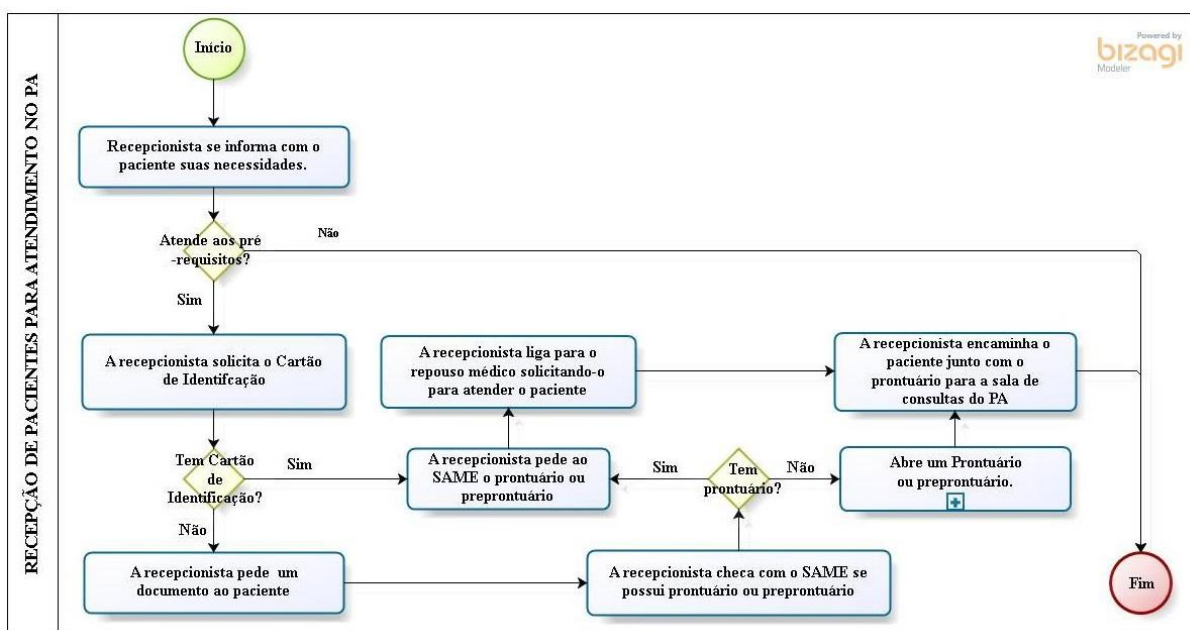 RECEPÇÃO DE PACIENTES PARA ATENDIMENTO NO PA
Powered by
bizagi
Modeler
Início
Recepcionista se informa com o
paciente suas necessidades.
Atende aos pré
-requisitos?
Não
Sim
A recepcionista solicita o Cartão
de Identifcação
A recepcionista liga para o
repouso médico solicitando-o
para atender o paciente
A recepcionista encaminha o
paciente junto com o
prontuário para a sala de
consultas do PA
Tem Cartão
de
Identificação?
Sim
A recepcionista pede ao
SAME o prontuário ou
preprontuário
Sim
Tem
prontuário?
Não
Abre um Prontuário
ou preprontuário.
Não
A recepcionista pede um
documento ao paciente
A recepcionista checa com o SAME se
possui prontuário ou preprontuário
Fim